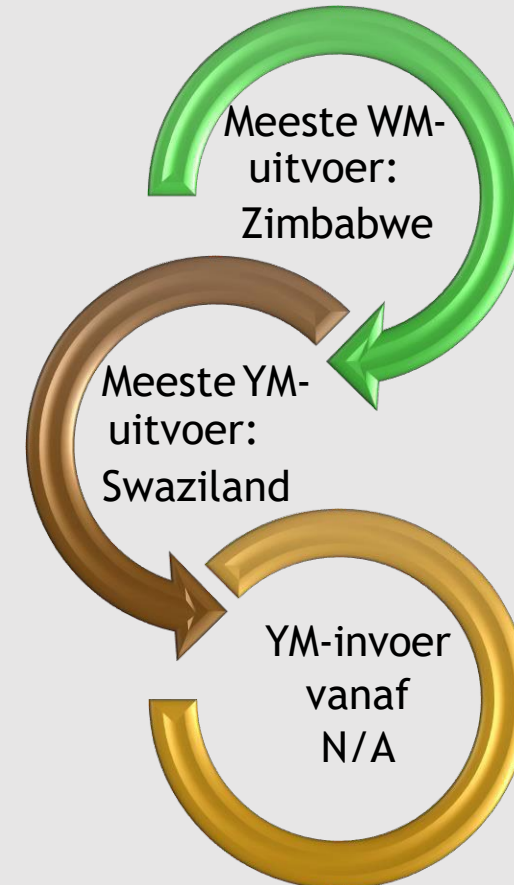 Meeste WM-
uitvoer:
Zimbabwe
Meeste YM-
uitvoer:
Swaziland
YM-invoer
vanaf
N/A